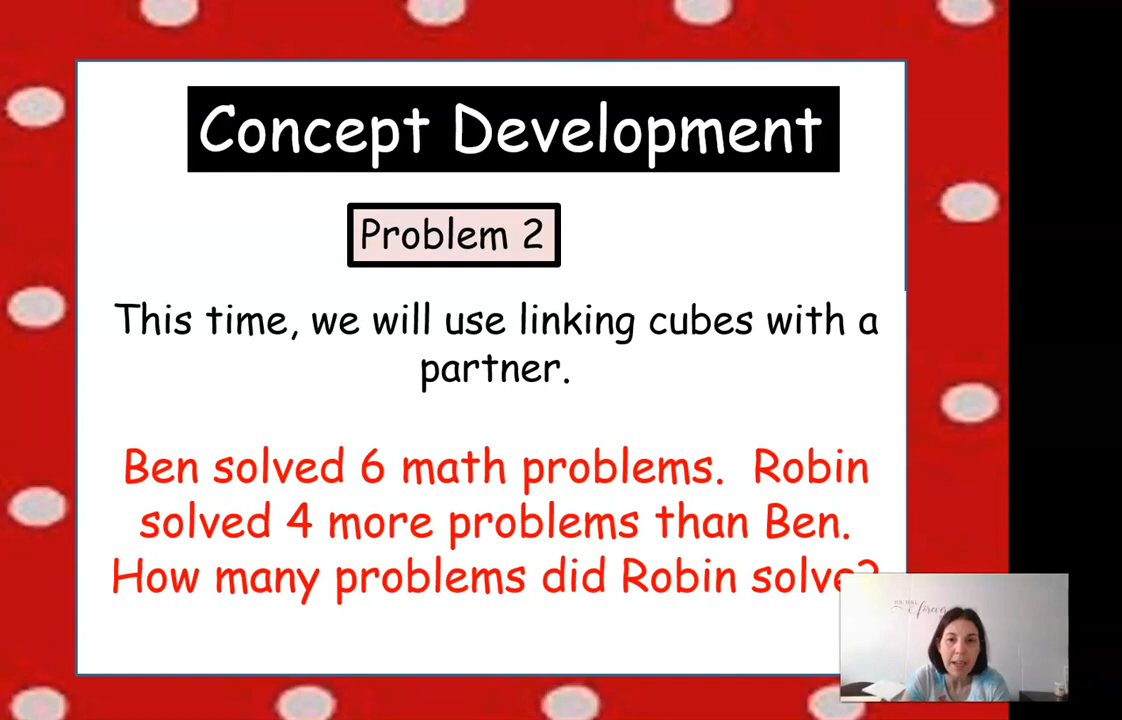 Concept Development
Problem 2
This time, we will use linking cubes with a
partner.
Ben solved 6 math problems.  Robin
solved 4 more problems than Ben.
How many problems did Robin solve?